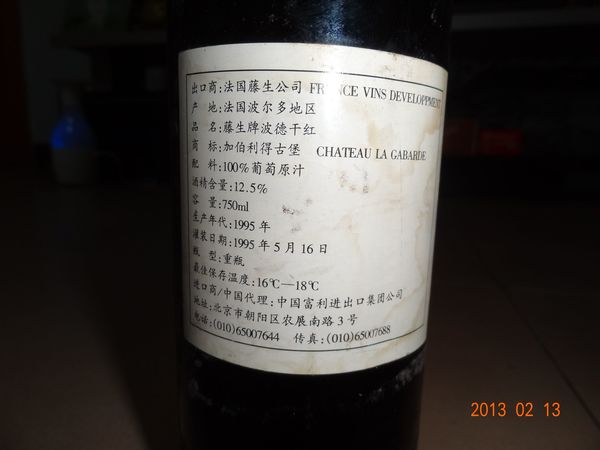 出口商:法国藤生公司 FRANCE VINS DEVELOPPMENT
产 地:法国波尔多地区
品 名:藤生牌波德干红
商 标:加伯利得古堡 CHATEAU LA GABARDE
配 料:100%葡萄原汁
酒精含量:12.5%
容 量:750ml
生产年代:1995年
灌装日期:1995年5月16日
瓶 型:重瓶
最佳保存温度:16℃—18℃
进口商/中国代理:中国富利进出口集团公司
地址:北京市朝阳区农展南路3号
电话:(010)65007644 传真:(010)65007688
2013 02 13